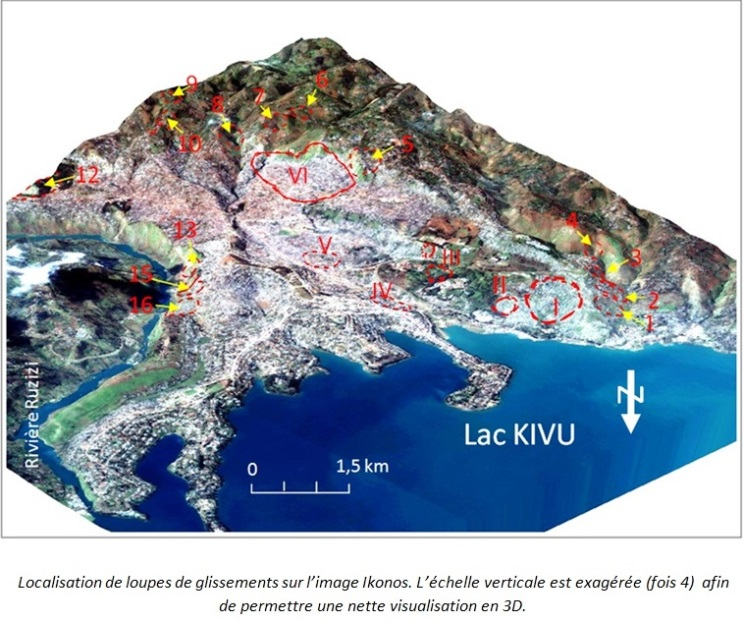 9
6
7
8
10
5
12
VI
4
13
V
III
3
15
IV
II
I
2
16
1
Rivière Ruzizi
N
Lac KIVU
0 1,5 km
Localisation de loupes de glissements sur l'image Ikonos. L'échelle verticale est exagérée (fois 4) afin
de permettre une nette visualisation en 3D.